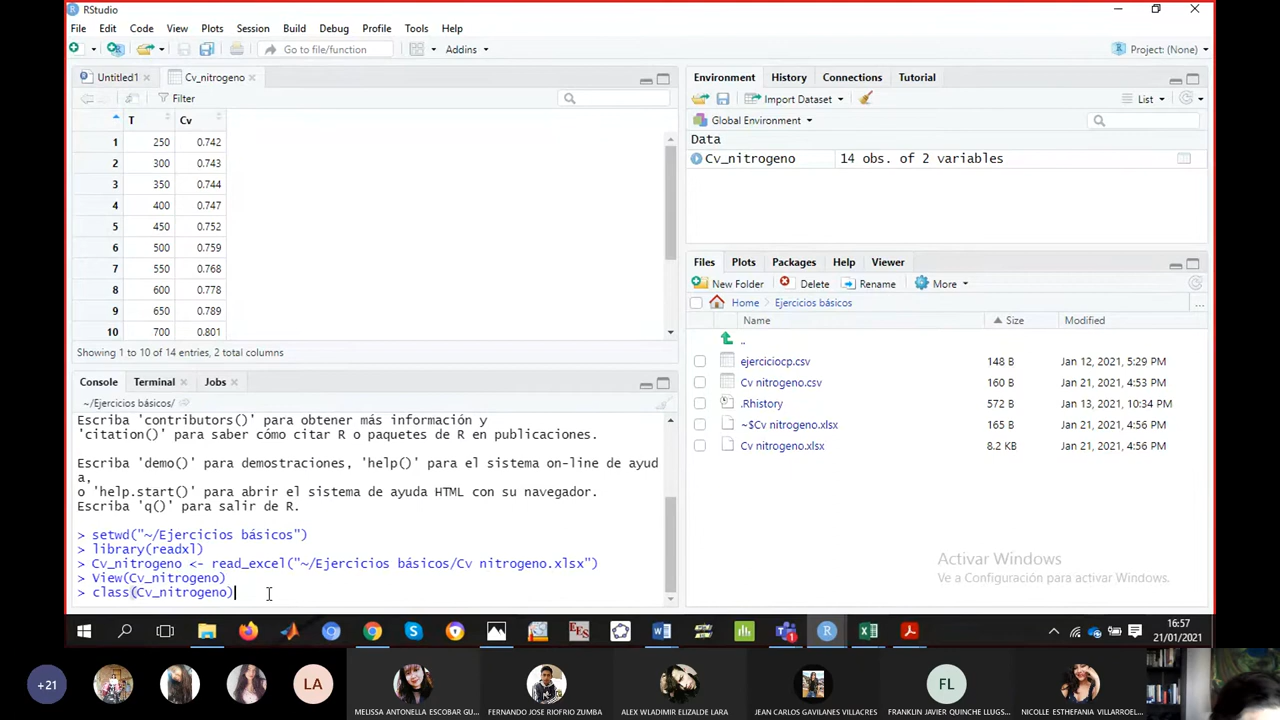 RStudio
File Edit Code View Plots Session Build Debug Profile Tools Help
Go to file/function
Addins
Project: (None)
Untitled1
Cv_nitrogeno
Filter
T Cv
1 250 0.742
2 300 0.743
3 350 0.744
4 400 0.747
5 450 0.752
6 500 0.759
7 550 0.768
8 600 0.778
9 650 0.789
10 700 0.801
Showing 1 to 10 of 14 entries, 2 total columns
Console Terminal Jobs
~/Ejercicios básicos/
Escriba 'contributors()' para obtener más información y
'citation()' para saber cómo citar R o paquetes de R en publicaciones.
Escriba 'demo()' para demostraciones, 'help()' para el sistema on-line de ayud
a,
o 'help.start()' para abrir el sistema de ayuda HTML con su navegador.
Escriba 'q()' para salir de R.
> setwd("~/Ejercicios básicos")
> library(readxl)
> Cv_nitrogeno <- read_excel("~/Ejercicios básicos/Cv nitrogeno.xlsx")
> View(Cv_nitrogeno)
> class(Cv_nitrogeno)
Environment History Connections Tutorial
Import Dataset
List
Global Environment
Data
Cv_nitrogeno 14 obs. of 2 variables
Files Plots Packages Help Viewer
New Folder Delete Rename More
Home Ejercicios básicos
Name Size Modified
..
ejerciciocp.csv 148 B Jan 12, 2021, 5:29 PM
Cv nitrogeno.csv 160 B Jan 21, 2021, 4:53 PM
.Rhistory 572 B Jan 13, 2021, 10:34 PM
~$Cv nitrogeno.xlsx 165 B Jan 21, 2021, 4:56 PM
Cv nitrogeno.xlsx 8.2 KB Jan 21, 2021, 4:56 PM
Activar Windows
Ve a Configuración para activar Windows.
16:57
21/01/2021
+21
LA
MELISSA ANTONELLA ESCOBAR GU...
FERNANDO JOSE RIOFRIO ZUMBA
ALEX WLADIMIR ELIZALDE LARA
JEAN CARLOS GAVILANES VILLACRES
FL
FRANKLIN JAVIER QUINCHE LLUGS...
NICOLLE ESTHEFANIA VILLARROEL...